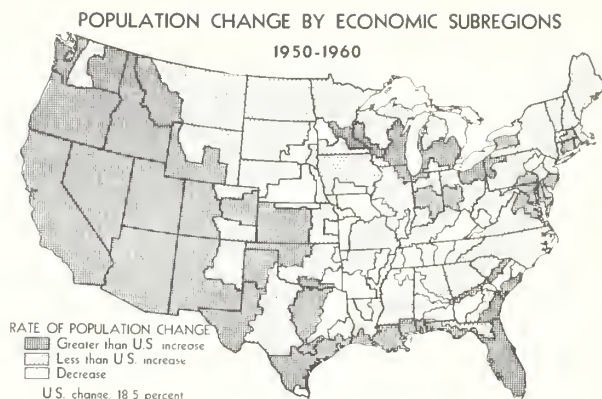 POPULATION CHANGE BY ECONOMIC SUBREGIONS
1950-1960
RATE OF POPULATION CHANGE
Greater than U.S. increase
Less than U.S. increase
Decrease
U.S. change, 18.5 percent